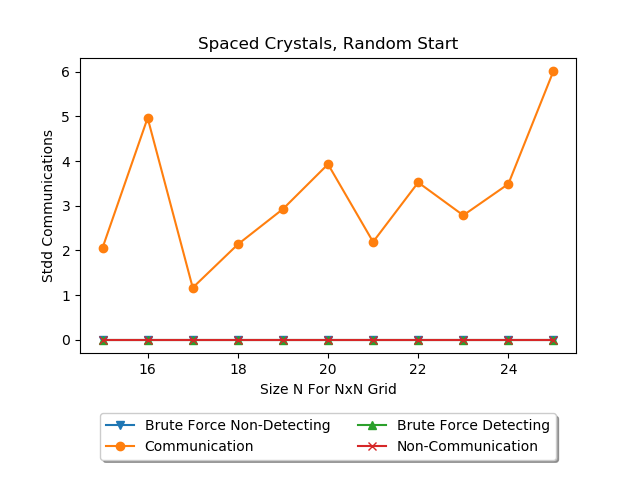 Spaced Crystals, Random Start
6
5
4
3
2
1
0
Stdd Communications
16 18 20 22 24
Size N For NxN Grid
Brute Force Non-Detecting Brute Force Detecting
Communication Non-Communication